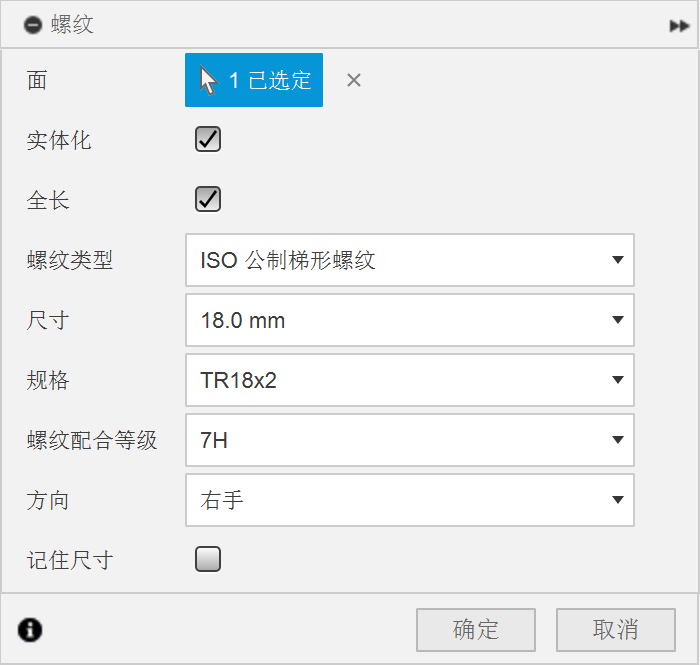 螺纹
面 1 已选定
实体化
全长
螺纹类型 ISO 公制梯形螺纹
尺寸 18.0 mm
规格 TR18x2
螺纹配合等级 7H
方向 右手
记住尺寸
确定 取消